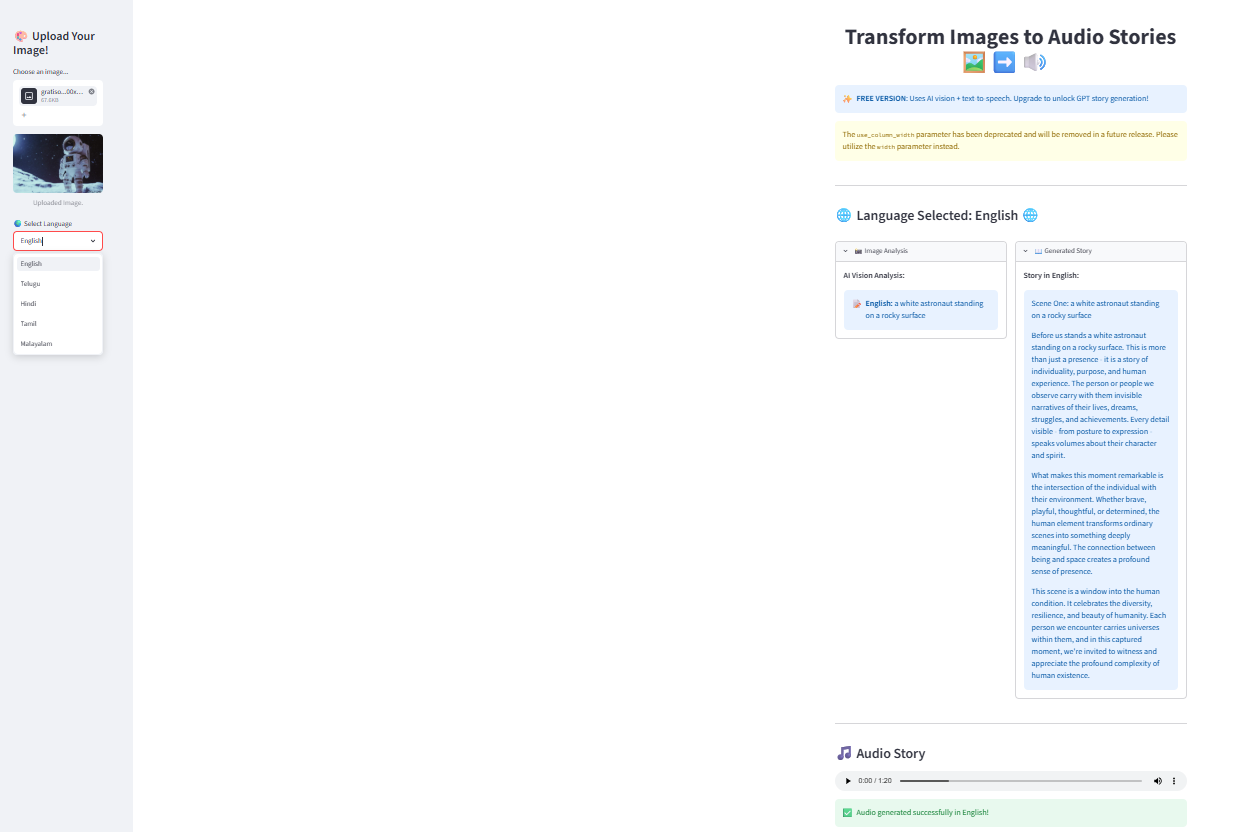 Upload Your
Image!
Choose an image...
gratiso...00x...
67.6KB
+
Uploaded Image.
Select Language
English
English
Telugu
Hindi
Tamil
Malayalam
Transform Images to Audio Stories
FREE VERSION: Uses AI vision + text-to-speech. Upgrade to unlock GPT story generation!
The use_column_width parameter has been deprecated and will be removed in a future release. Please
utilize the width parameter instead.
Language Selected: English
Image Analysis
AI Vision Analysis:
English: a white astronaut standing
on a rocky surface
Generated Story
Story in English:
Scene One: a white astronaut standing
on a rocky surface
Before us stands a white astronaut
standing on a rocky surface. This is more
than just a presence - it is a story of
individuality, purpose, and human
experience. The person or people we
observe carry with them invisible
narratives of their lives, dreams,
struggles, and achievements. Every detail
visible - from posture to expression -
speaks volumes about their character
and spirit.
What makes this moment remarkable is
the intersection of the individual with
their environment. Whether brave,
playful, thoughtful, or determined, the
human element transforms ordinary
scenes into something deeply
meaningful. The connection between
being and space creates a profound
sense of presence.
This scene is a window into the human
condition. It celebrates the diversity,
resilience, and beauty of humanity. Each
person we encounter carries universes
within them, and in this captured
moment, we're invited to witness and
appreciate the profound complexity of
human existence.
Audio Story
0:00 / 1:20
Audio generated successfully in English!